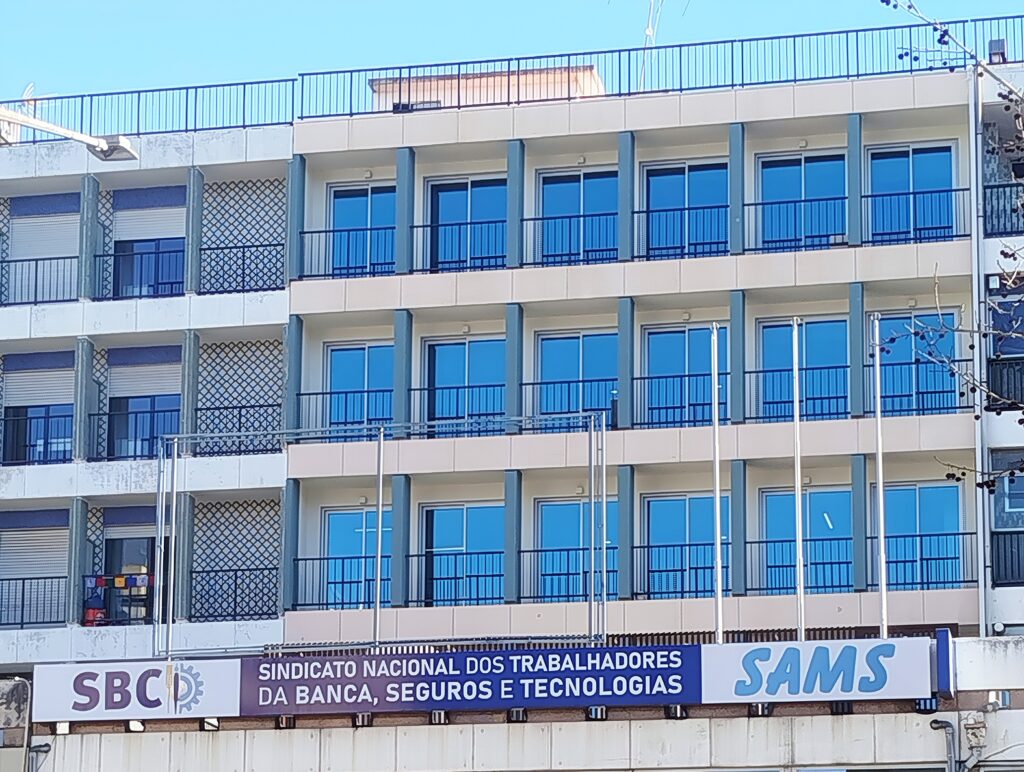 SBC
SINDICATO NACIONAL DOS TRABALHADORES
DA BANCA, SEGUROS E TECNOLOGIAS
SAMS